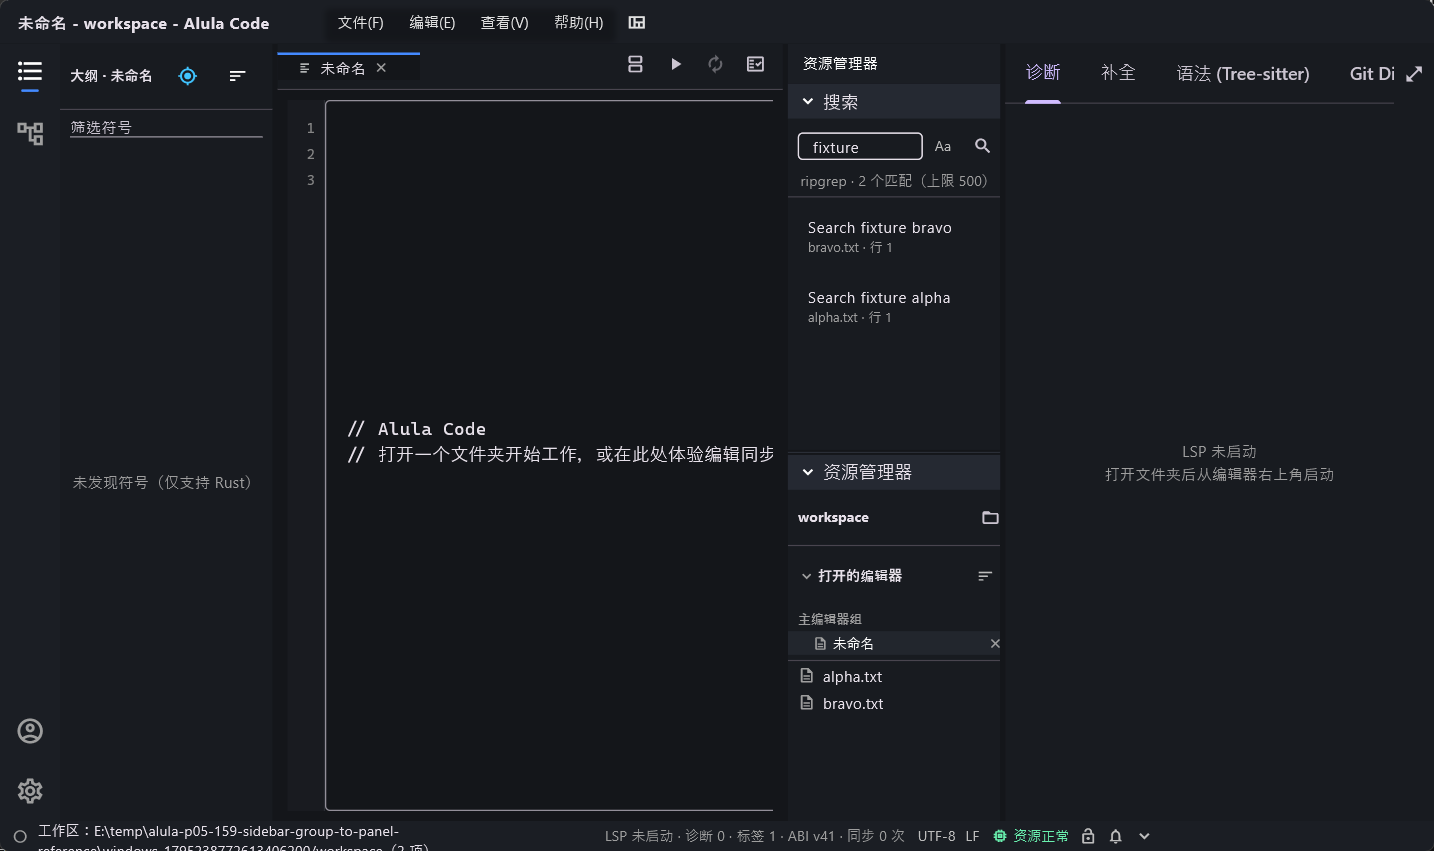 未命名 - workspace - Alula Code
文件(F) 编辑(E) 查看(V) 帮助(H)
大纲 · 未命名
筛选符号
未发现符号（仅支持 Rust）
未命名
1
2
3
// Alula Code
// 打开一个文件夹开始工作，或在此处体验编辑同步
资源管理器
搜索
fixture
Aa
ripgrep · 2 个匹配（上限 500）
Search fixture bravo
bravo.txt · 行 1
Search fixture alpha
alpha.txt · 行 1
资源管理器
workspace
打开的编辑器
主编辑器组
未命名
alpha.txt
bravo.txt
诊断 补全 语法 (Tree-sitter) Git Di
LSP 未启动
打开文件夹后从编辑器右上角启动
工作区：E:\temp\alula-p05-159-sidebar-group-to-panel-
reference\windows-1795238772613406200/workspace（2 项）
LSP 未启动 · 诊断 0 · 标签 1 · ABI v41 · 同步 0 次 UTF-8 LF 资源正常